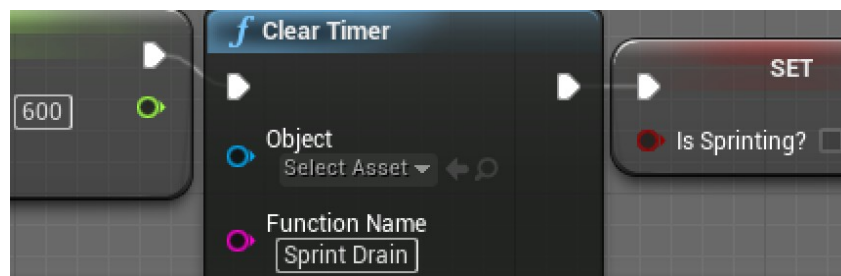 f Clear Timer
SET
600
Object
Is Sprinting?
Select Asset
Function Name
Sprint Drain